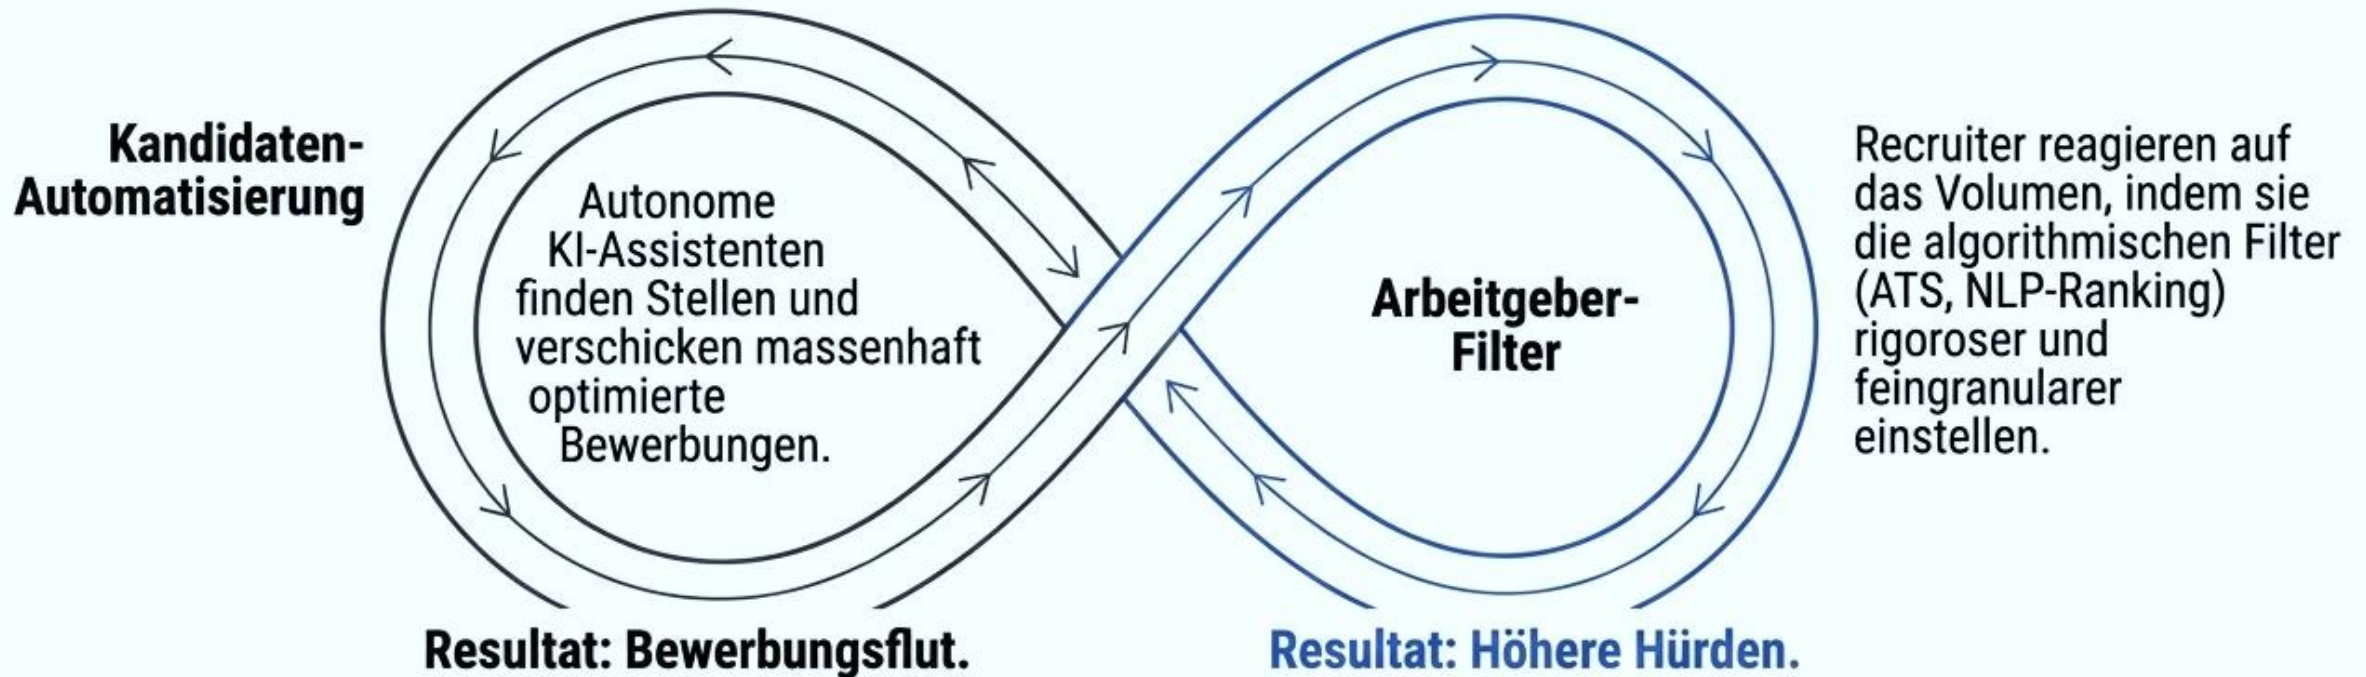 Kandidaten-
Automatisierung
Autonome
KI-Assistenten
finden Stellen und
verschicken massenhaft
optimierte
Bewerbungen.
Resultat: Bewerbungsflut.
Arbeitgeber-
Filter
Recruiter reagieren auf
das Volumen, indem sie
die algorithmischen Filter
(ATS, NLP-Ranking)
rigoroser und
feingranularer
einstellen.
Resultat: Höhere Hürden.